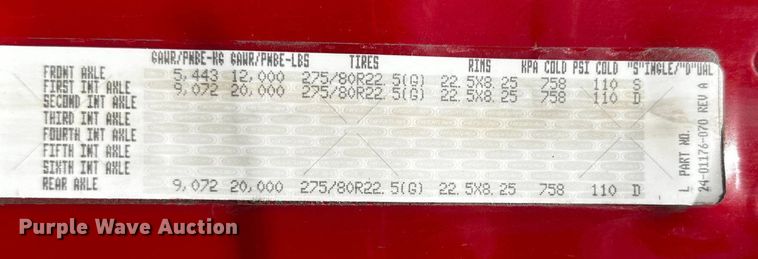 GAWR/PNBE-KG GAWR/PNBE-LBS TIRES RIMS KPA COLD PSI COLD "S"INGLE/"D"UAL
FRONT AXLE 5,443 12,000 275/80R22.5(G) 22.5X8.25 758 110 S
FIRST INT AXLE 9,072 20,000 275/80R22.5(G) 22.5X8.25 758 110 D
SECOND INT AXLE
THIRD INT AXLE
FOURTH INT AXLE
FIFTH INT AXLE
SIXTH INT AXLE
REAR AXLE 9,072 20,000 275/80R22.5(G) 22.5X8.25 758 110 D
L PART NO.
24-01176-070 REV A
Purple Wave Auction